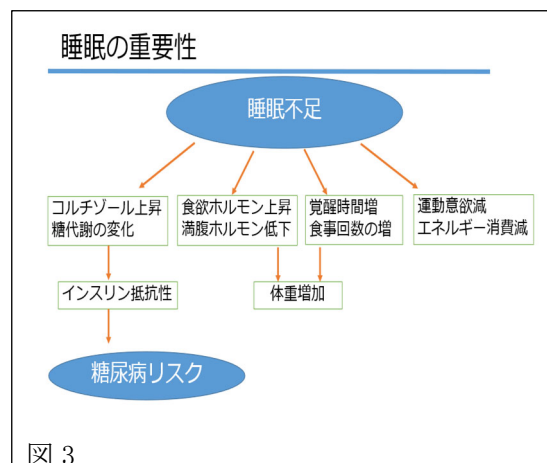 睡眠の重要性
睡眠不足
コルチゾール上昇
糖代謝の変化
食欲ホルモン上昇
満腹ホルモン低下
覚醒時間増
食事回数の増
運動意欲減
エネルギー消費減
インスリン抵抗性
体重増加
糖尿病リスク
図 3